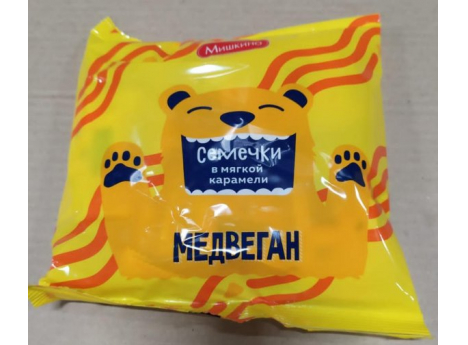 Мишкино
семечки
в мягкой
карамели
МЕДВЕГАН